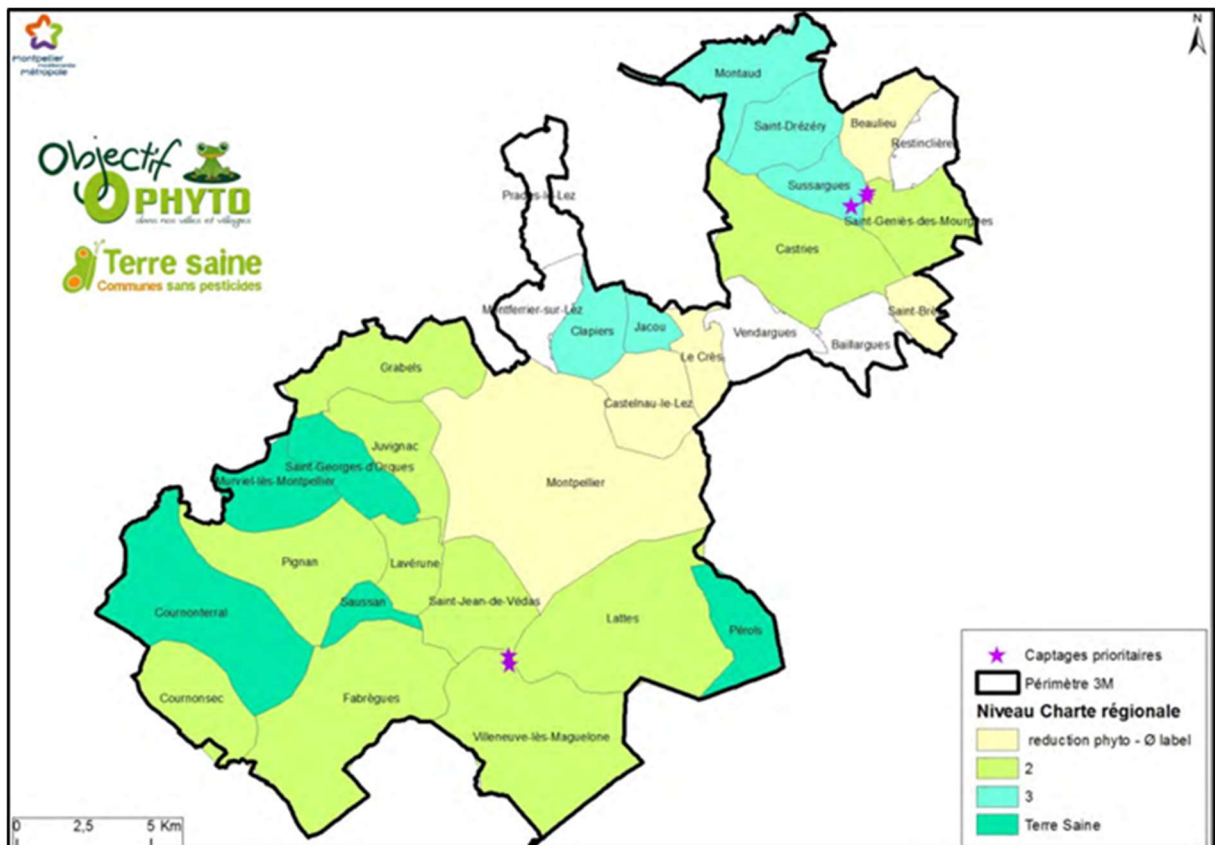 Montpellier
Méditerranée
Métropole
N
Objectif
O PHYTO
dans nos villes et villages
Terre saine
Communes sans pesticides
Montaud
Saint-Drézéry
Beaulieu
Restinclière
Sussargues
Prades-le-Lez
Saint-Geniès-des-Mourgues
Castries
Montferrier-sur-Lez
Saint-Brè
Clapiers
Jacou
Vendargues
Baillargues
Le Crès
Grabels
Castelnau-le-Lez
Juvignac
Saint-Georges-d'Orques
Murviel-lès-Montpellier
Montpellier
Pignan
Lavérune
Saussan
Saint-Jean-de-Védas
Cournonterral
Lattes
Pérols
Cournonsec
Fabrègues
Villeneuve-lès-Maguelone
Captages prioritaires
Périmètre 3M
Niveau Charte régionale
reduction phyto - Ø label
2
3
Terre Saine
0 2,5 5 Km